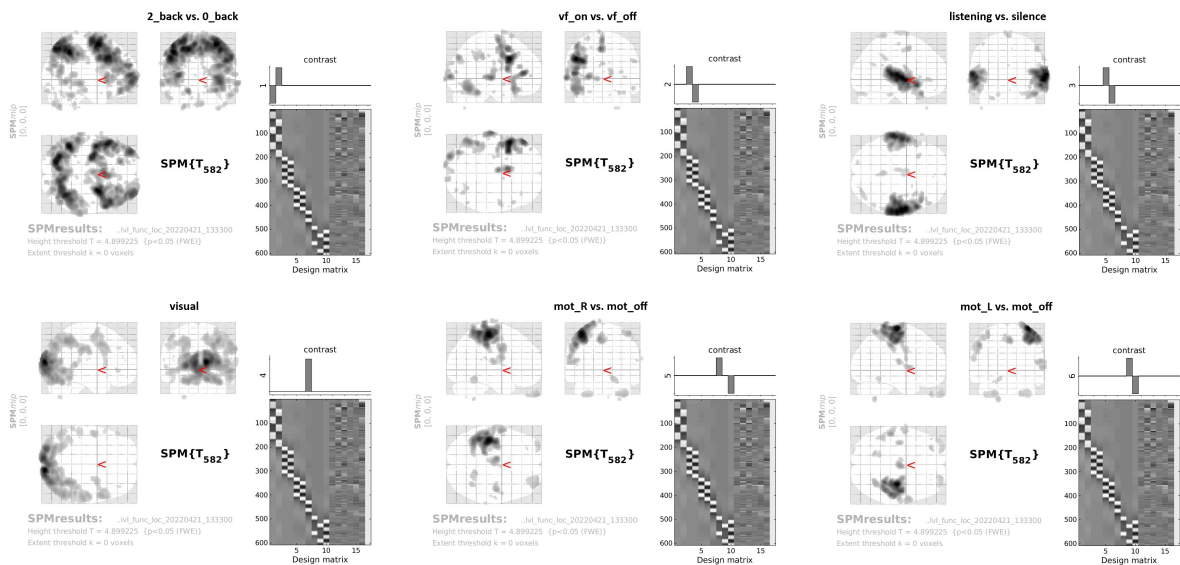 2_back vs. 0_back
contrast
1
SPMmip
[0, 0, 0]
SPM{T582}
100
200
300
400
500
600
5 10 15
Design matrix
SPMresults: ..lvl_func_loc_20220421_133300
Height threshold T = 4.899225 {p<0.05 (FWE)}
Extent threshold k = 0 voxels
vf_on vs. vf_off
contrast
2
SPMmip
[0, 0, 0]
SPM{T582}
100
200
300
400
500
600
5 10 15
Design matrix
SPMresults: ..lvl_func_loc_20220421_133300
Height threshold T = 4.899225 {p<0.05 (FWE)}
Extent threshold k = 0 voxels
listening vs. silence
contrast
3
SPMmip
[0, 0, 0]
SPM{T582}
100
200
300
400
500
600
5 10 15
Design matrix
SPMresults: ..lvl_func_loc_20220421_133300
Height threshold T = 4.899225 {p<0.05 (FWE)}
Extent threshold k = 0 voxels
visual
contrast
4
SPMmip
[0, 0, 0]
SPM{T582}
100
200
300
400
500
600
5 10 15
Design matrix
SPMresults: ..lvl_func_loc_20220421_133300
Height threshold T = 4.899225 {p<0.05 (FWE)}
Extent threshold k = 0 voxels
mot_R vs. mot_off
contrast
5
SPMmip
[0, 0, 0]
SPM{T582}
100
200
300
400
500
600
5 10 15
Design matrix
SPMresults: ..lvl_func_loc_20220421_133300
Height threshold T = 4.899225 {p<0.05 (FWE)}
Extent threshold k = 0 voxels
mot_L vs. mot_off
contrast
6
SPMmip
[0, 0, 0]
SPM{T582}
100
200
300
400
500
600
5 10 15
Design matrix
SPMresults: ..lvl_func_loc_20220421_133300
Height threshold T = 4.899225 {p<0.05 (FWE)}
Extent threshold k = 0 voxels